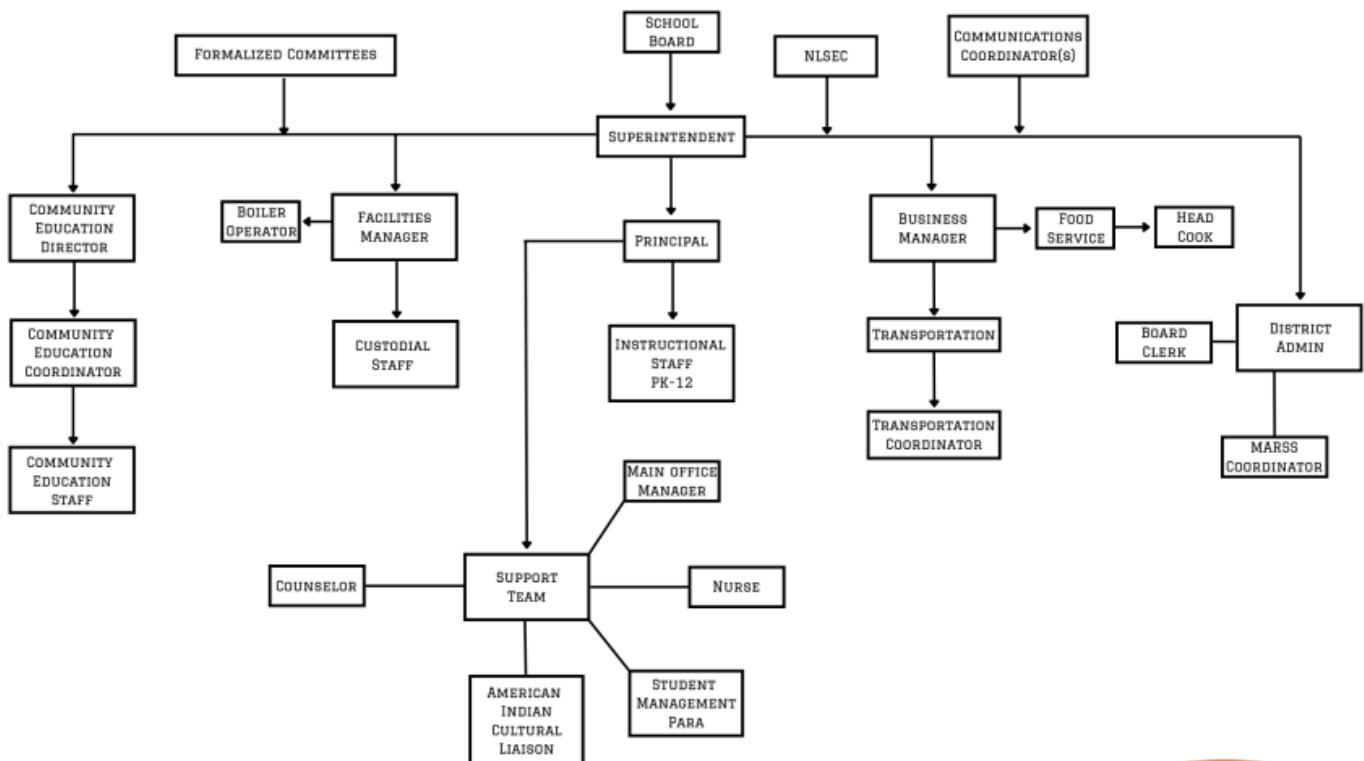 School
Board
Formalized Committees
NLSEC
Communications
Coordinator(s)
Superintendent
Community
Education
Director
Boiler
Operator
Facilities
Manager
Principal
Business
Manager
Food
Service
Head
Cook
Community
Education
Coordinator
Custodial
Staff
Instructional
Staff
PK-12
Transportation
Board
Clerk
District
Admin
Transportation
Coordinator
MARSS
Coordinator
Community
Education
Staff
Main office
Manager
Counselor
Support
Team
Nurse
American
Indian
Cultural
Liaison
Student
Management
Para